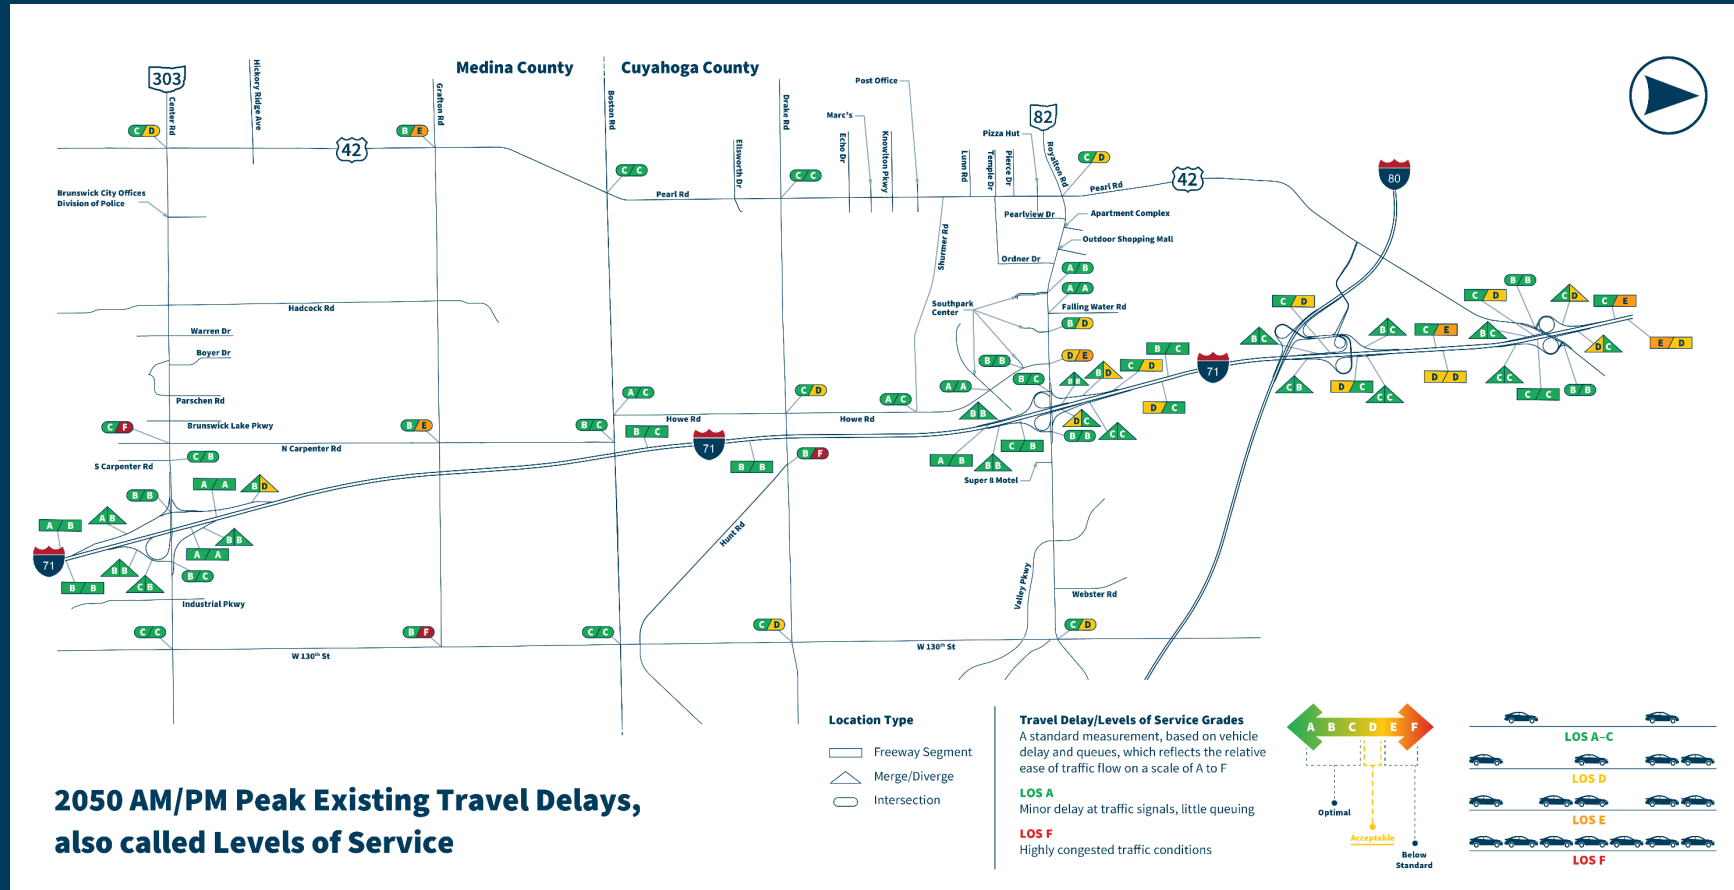 Medina County
Cuyahoga County
303
Center Rd
Hickory Ridge Ave
Grafton Rd
Boston Rd
Drake Rd
Ellsworth Dr
Post Office
Marc's
Echo Dr
Knowlton Pkwy
Pizza Hut
82
Lunn Rd
Temple Dr
Pierce Dr
Royalton Rd
C / D
B / E
42
C / C
C / C
C / D
Pearl Rd
Pearl Rd
42
80
Brunswick City Offices
Division of Police
Pearlview Dr
Apartment Complex
Shurmer Rd
Outdoor Shopping Mall
Ordner Dr
A / B
A / A
Falling Water Rd
Southpark
Center
B / D
Hadcock Rd
Warren Dr
Boyer Dr
Parschen Rd
Brunswick Lake Pkwy
N Carpenter Rd
S Carpenter Rd
C / F
B / E
B / C
A / C
Howe Rd
B / C
71
C / D
Howe Rd
A / C
A / A
B / B
B / C
D / E
B B
B D
C / D
B / C
D / C
71
B B
D C
B / B
C C
C / B
A / B
B B
Super 8 Motel
B / B
B / F
C / B
A / A
B D
B / B
A B
A / B
71
B B
A / A
B / C
B B
C B
B / B
Industrial Pkwy
Hunt Rd
Valley Pkwy
Webster Rd
C / C
B / F
C / C
C / D
C / D
W 130th St
W 130th St
C / D
B C
B C
C / E
C B
D / C
C C
D / D
C / D
B / B
C D
C / E
B C
D C
E / D
C C
C / C
B / B
Location Type
Freeway Segment
Merge/Diverge
Intersection
Travel Delay/Levels of Service Grades
A standard measurement, based on vehicle
delay and queues, which reflects the relative
ease of traffic flow on a scale of A to F
LOS A
Minor delay at traffic signals, little queuing
LOS F
Highly congested traffic conditions
A B C D E F
Optimal
Acceptable
Below
Standard
LOS A–C
LOS D
LOS E
LOS F
2050 AM/PM Peak Existing Travel Delays,
also called Levels of Service